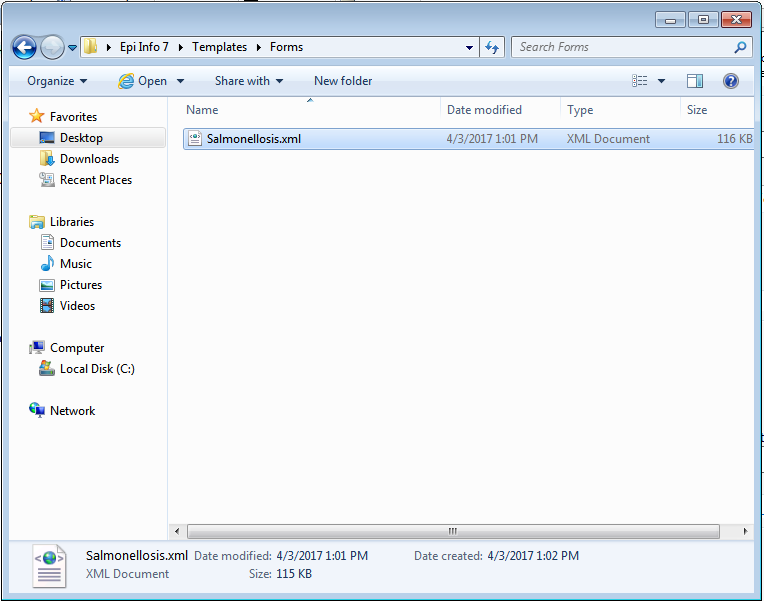 Epi Info 7 Templates Forms
Search Forms
Organize Open Share with New folder
Name Date modified Type Size
Salmonellosis.xml 4/3/2017 1:01 PM XML Document 116 KB
Favorites
Desktop
Downloads
Recent Places
Libraries
Documents
Music
Pictures
Videos
Computer
Local Disk (C:)
Network
Salmonellosis.xml Date modified: 4/3/2017 1:01 PM Date created: 4/3/2017 1:02 PM
XML Document Size: 115 KB